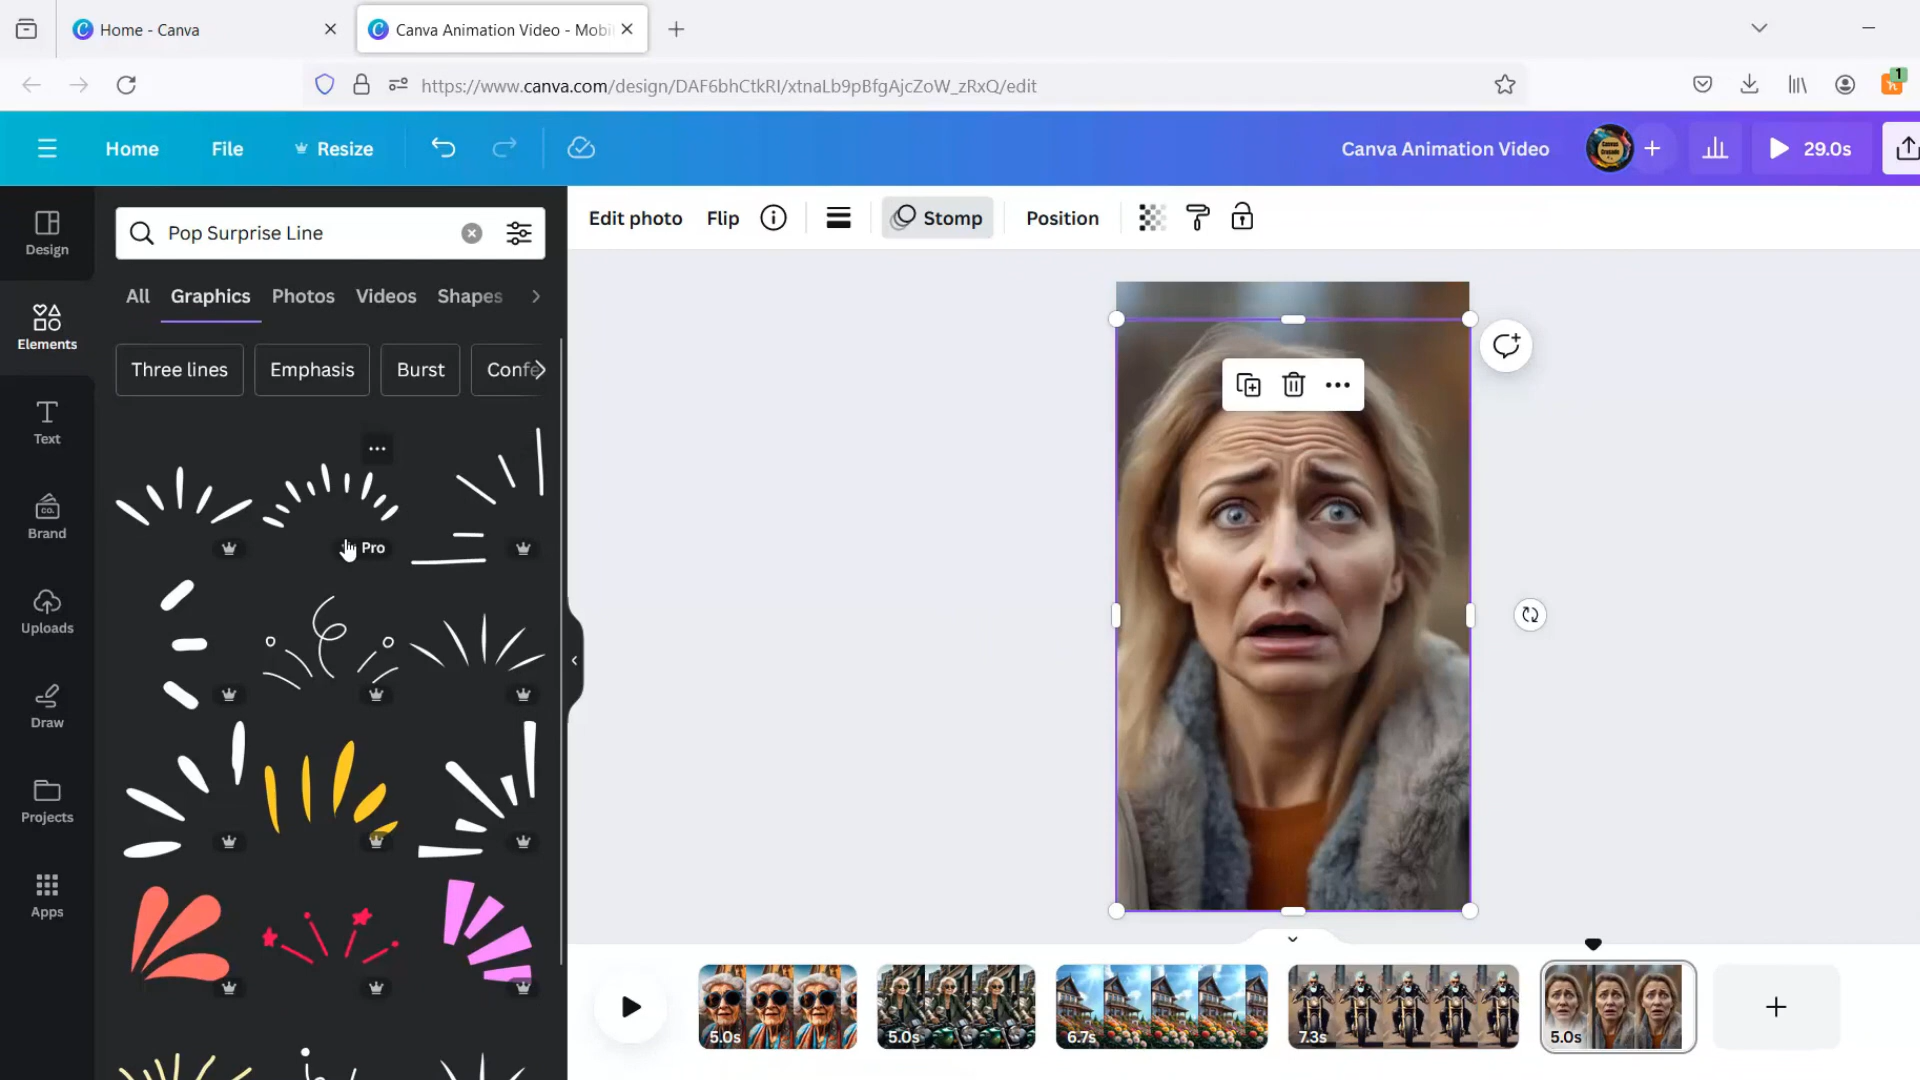 Home - Canva
Canva Animation Video - Mobi
https://www.canva.com/design/DAF6bhCtkRI/xtnaLb9pBfgAjcZoW_zRxQ/edit
1
Home
File
Resize
Canva Animation Video
29.0s
Design
Elements
Text
Brand
Uploads
Draw
Projects
Apps
Pop Surprise Line
All
Graphics
Photos
Videos
Shapes
Three lines
Emphasis
Burst
Confe
Pro
Edit photo
Flip
Stomp
Position
5.0s
5.0s
6.7s
7.3s
5.0s